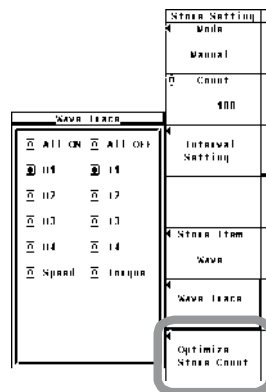 Store Setting
Mode
Manual
Count
100
Interval
Setting
Store Item
Wave
Wave Trace
Optimize
Store Count
Wave Trace
All ON All OFF
U1 I1
U2 I2
U3 I3
U4 I4
Speed Torque